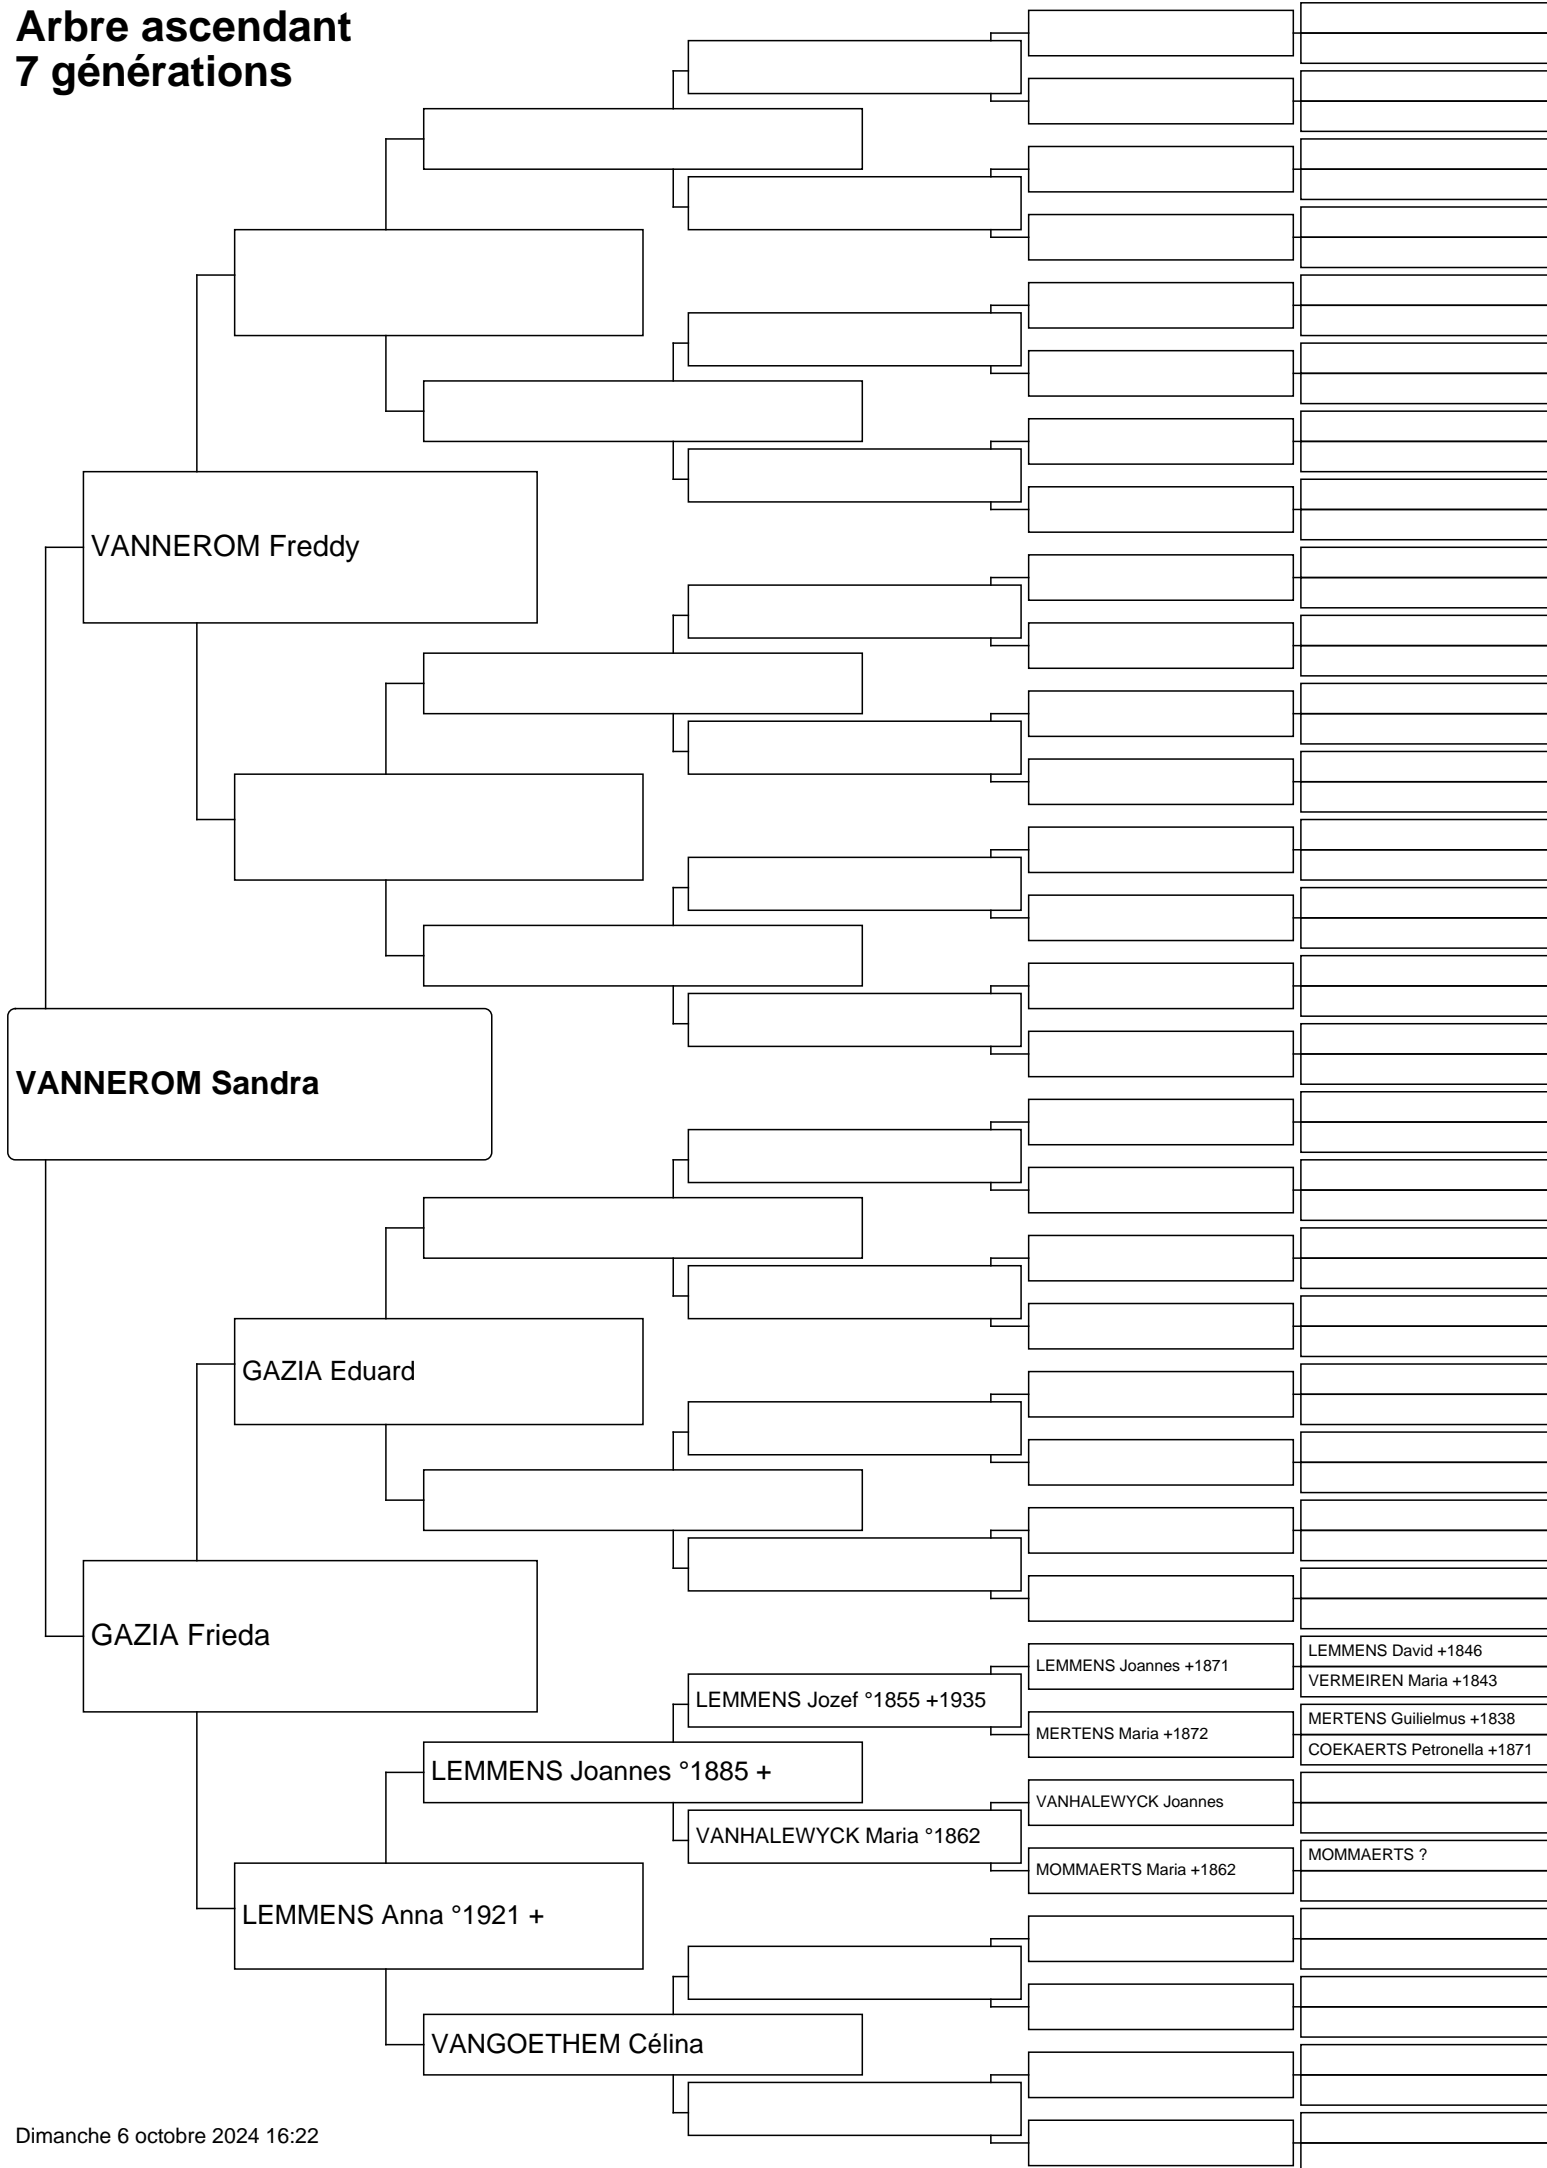 Arbre ascendant
7 générations
VANNEROM Freddy
VANNEROM Sandra
GAZIA Eduard
GAZIA Frieda
LEMMENS David +1846
LEMMENS Joannes +1871
VERMEIREN Maria +1843
LEMMENS Jozef °1855 +1935
MERTENS Guilielmus +1838
MERTENS Maria +1872
COEKAERTS Petronella +1871
LEMMENS Joannes °1885 +
VANHALEWYCK Joannes
VANHALEWYCK Maria °1862
MOMMAERTS ?
MOMMAERTS Maria +1862
LEMMENS Anna °1921 +
VANGOETHEM Célina
Dimanche 6 octobre 2024 16:22